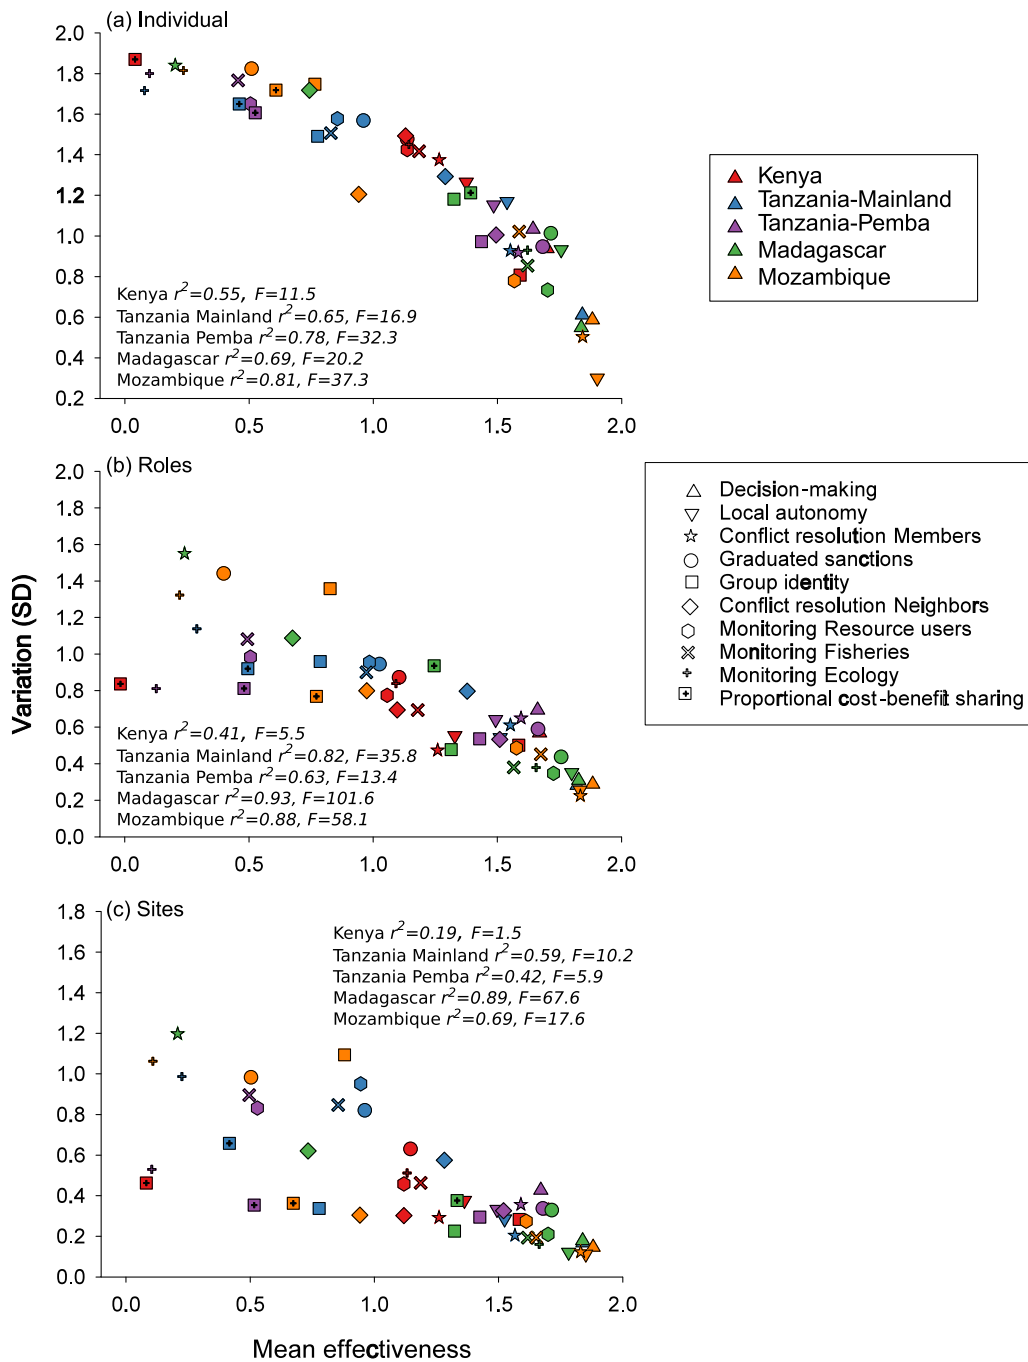 (a) Individual
2.0
1.8
1.6
1.4
1.2
1.0
0.8
0.6
0.4
0.2
Kenya r²=0.55, F=11.5
Tanzania Mainland r²=0.65, F=16.9
Tanzania Pemba r²=0.78, F=32.3
Madagascar r²=0.69, F=20.2
Mozambique r²=0.81, F=37.3
0.0 0.5 1.0 1.5 2.0
Kenya
Tanzania-Mainland
Tanzania-Pemba
Madagascar
Mozambique
(b) Roles
2.0
1.8
1.6
1.4
1.2
1.0
0.8
0.6
0.4
0.2
0.0
Variation (SD)
Kenya r²=0.41, F=5.5
Tanzania Mainland r²=0.82, F=35.8
Tanzania Pemba r²=0.63, F=13.4
Madagascar r²=0.93, F=101.6
Mozambique r²=0.88, F=58.1
0.0 0.5 1.0 1.5 2.0
Decision-making
Local autonomy
Conflict resolution Members
Graduated sanctions
Group identity
Conflict resolution Neighbors
Monitoring Resource users
Monitoring Fisheries
Monitoring Ecology
Proportional cost-benefit sharing
(c) Sites
1.8
1.6
1.4
1.2
1.0
0.8
0.6
0.4
0.2
0.0
Kenya r²=0.19, F=1.5
Tanzania Mainland r²=0.59, F=10.2
Tanzania Pemba r²=0.42, F=5.9
Madagascar r²=0.89, F=67.6
Mozambique r²=0.69, F=17.6
0.0 0.5 1.0 1.5 2.0
Mean effectiveness